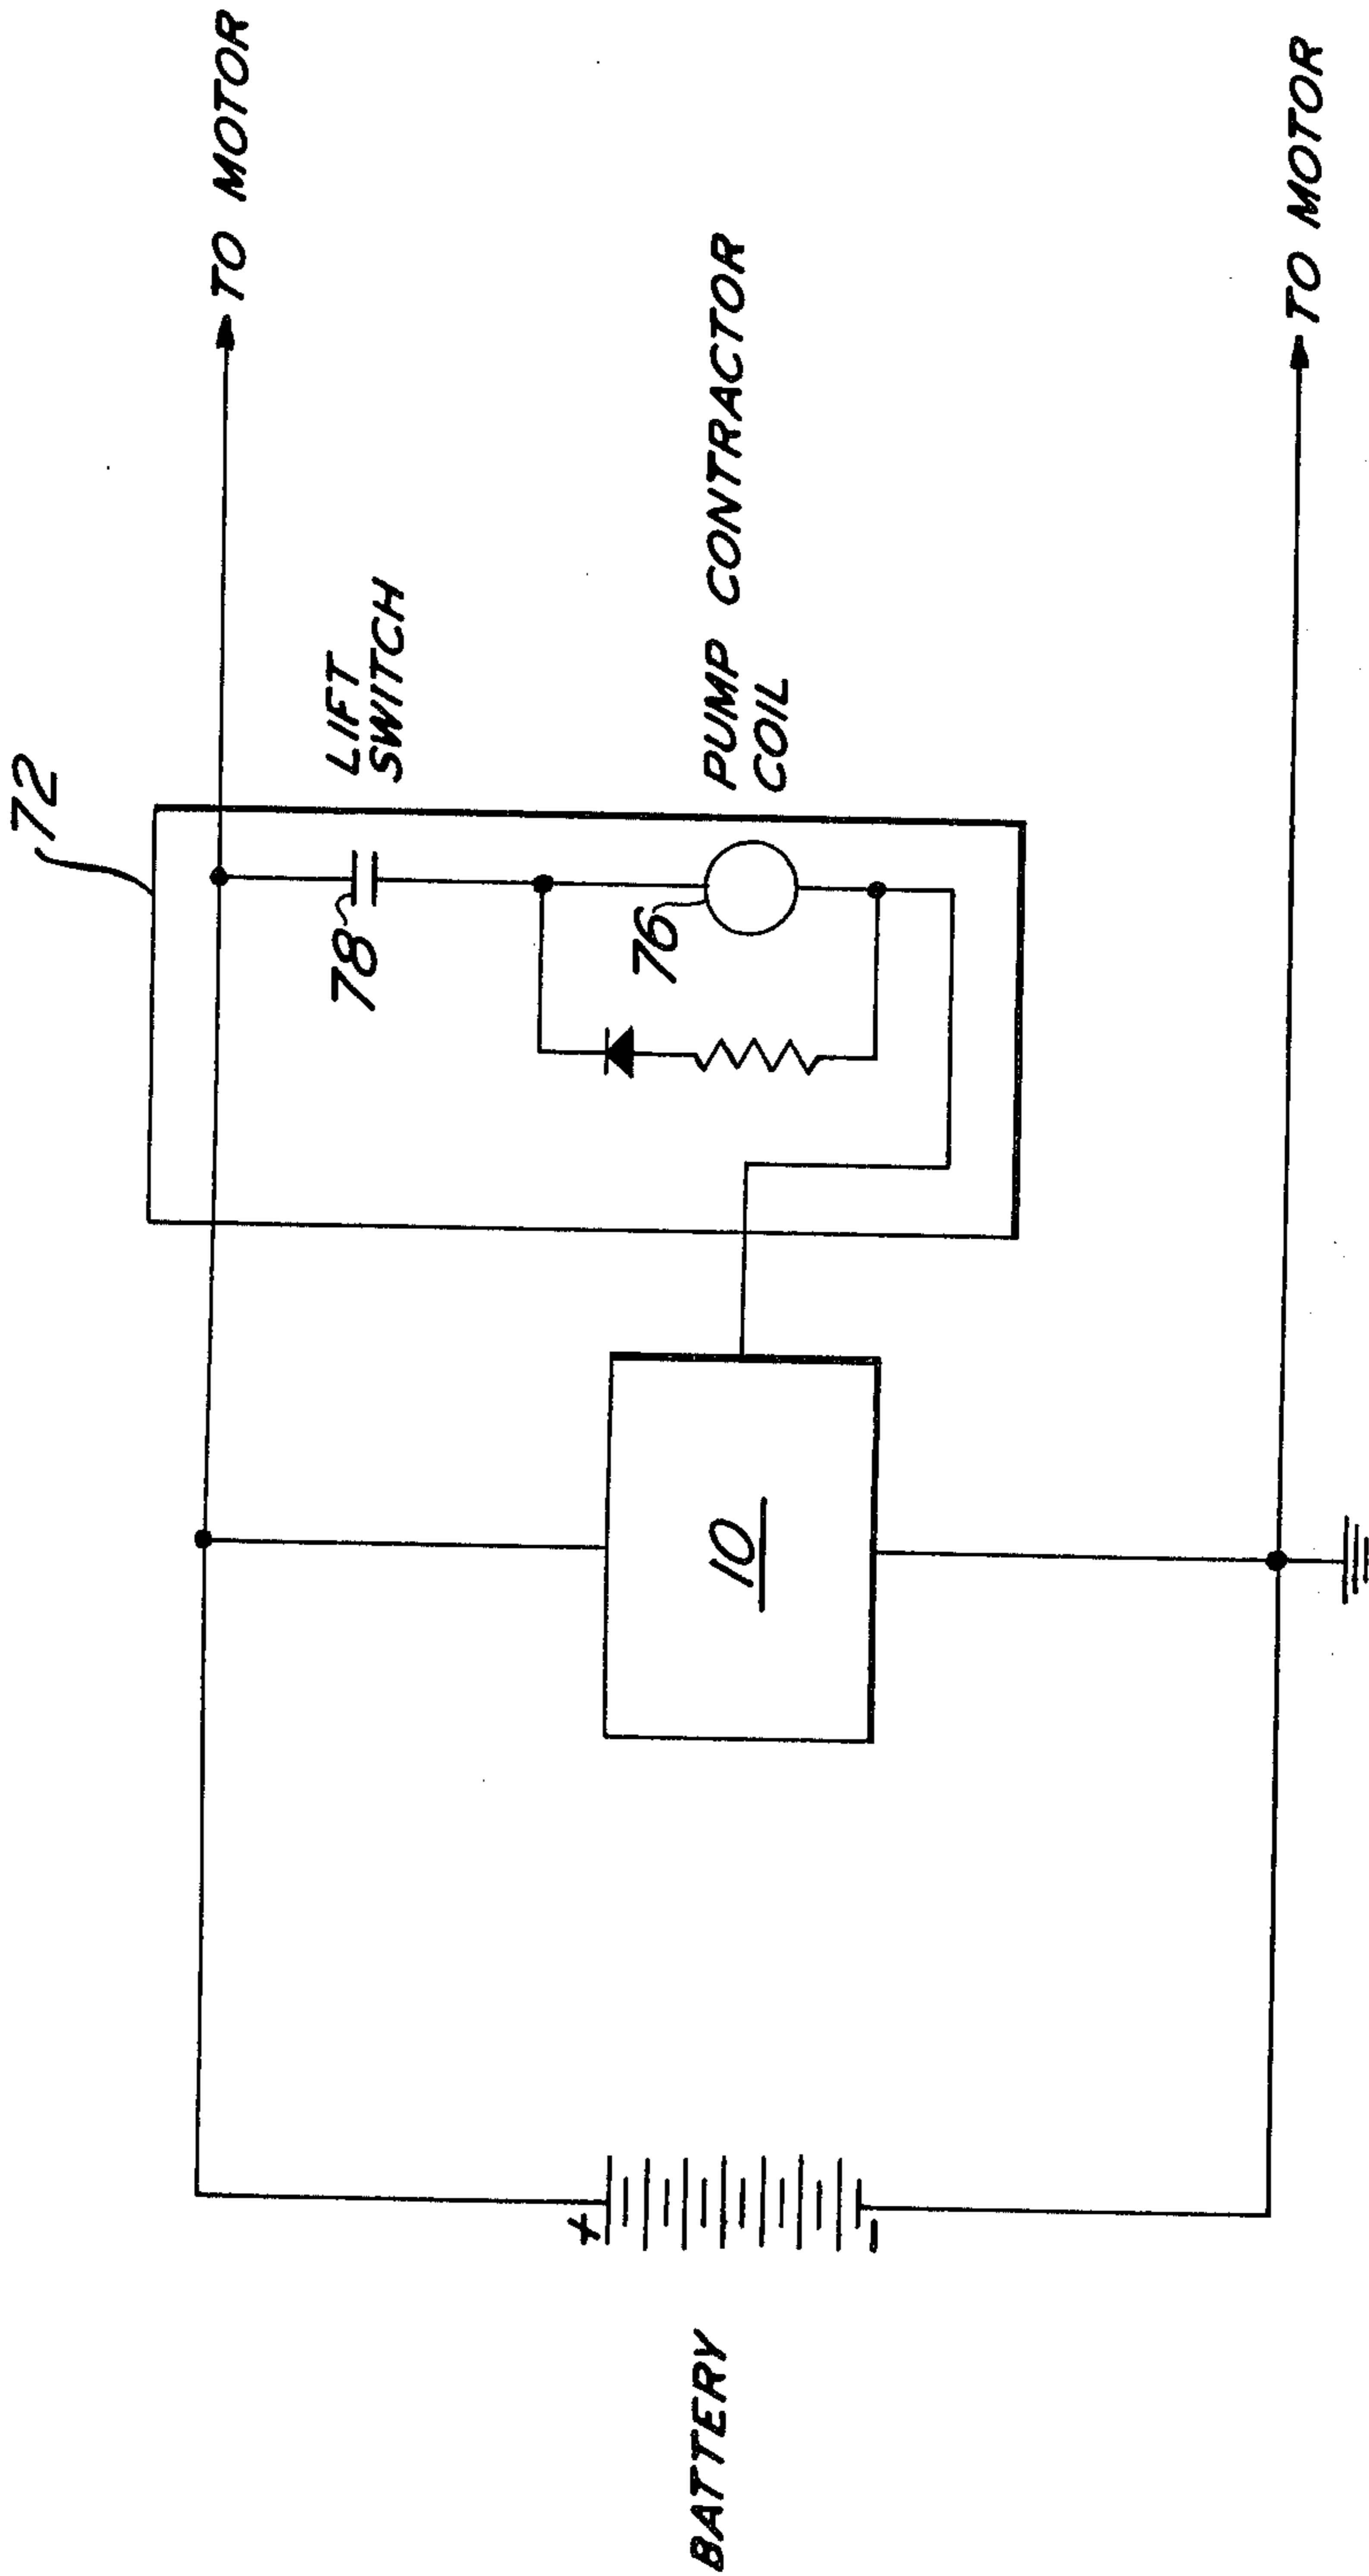 72
TO MOTOR
LIFT
SWITCH
78
PUMP CONTRACTOR
COIL
76
10
+
-
BATTERY
TO MOTOR